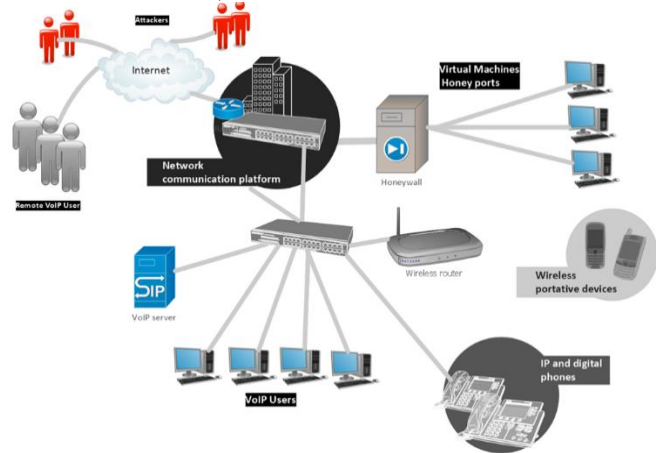 Attackers
Internet
Virtual Machines
Honey ports
Network
communication platform
Honeywall
Remote VoIP User
SIP
VoIP server
Wireless router
Wireless
portative devices
VoIP Users
IP and digital
phones